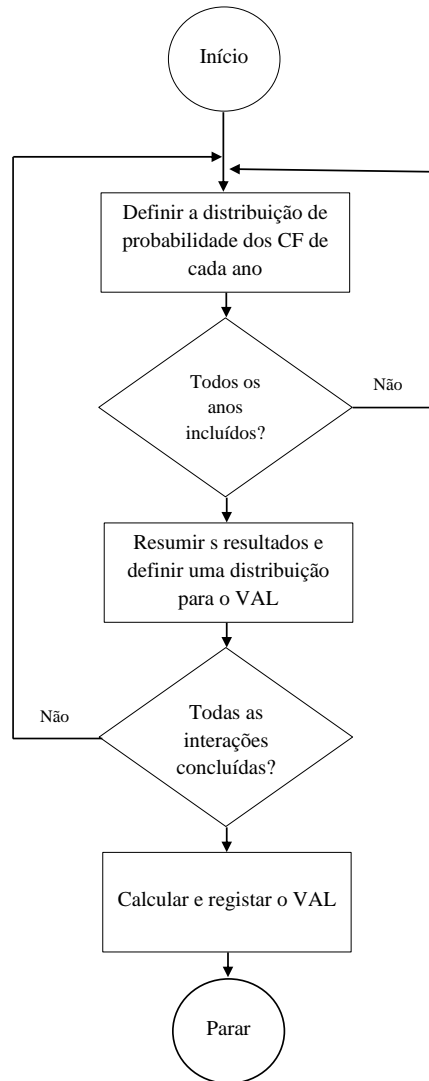 Início
Definir a distribuição de
probabilidade dos CF de
cada ano
Todos os
anos
incluídos?
Não
Resumir s resultados e
definir uma distribuição
para o VAL
Todas as
interações
concluídas?
Não
Calcular e registar o VAL
Parar